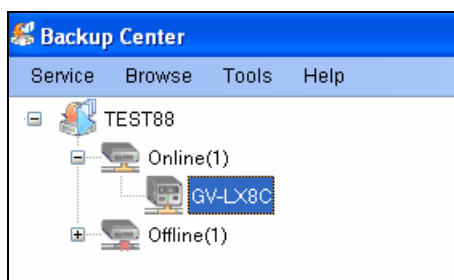 Backup Center
Service Browse Tools Help
TEST88
Online(1)
GV-LX8C
Offline(1)